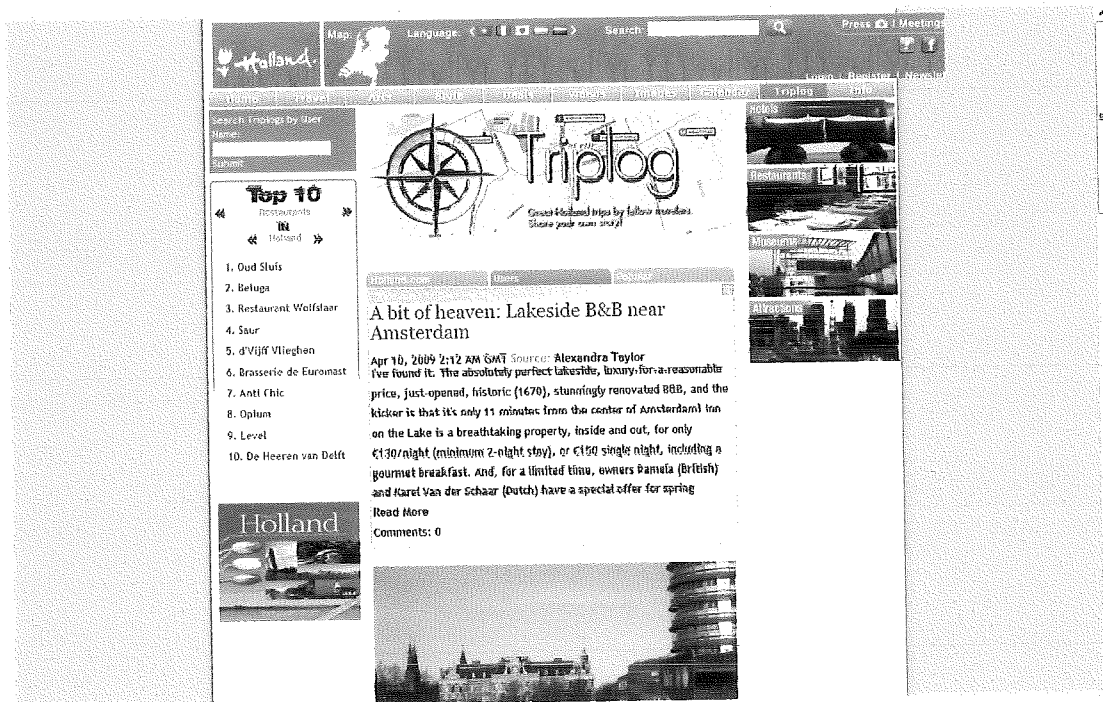 Holland.
Map:
Language:
Search:
Press | Meetings
Login | Register | Newslet
Triplog
Info
Search Triplogs by User
Name:
Submit
Top 10
Restaurants
IN
Holland
1. Oud Sluis
2. Beluga
3. Restaurant Wolfslaar
4. Saur
5. d'Vijff Vlieghen
6. Brasserie de Euromast
7. Anti Chic
8. Opium
9. Level
10. De Heeren van Delft
Holland
Triplog
Great Holland trips by fellow travelers.
Share your own story!
Users
A bit of heaven: Lakeside B&B near
Amsterdam
Apr 10, 2009 2:12 AM GMT Source: Alexandra Taylor
I've found it. The absolutely perfect lakeside, luxury-for-a-reasonable
price, just-opened, historic (1670), stunningly renovated B&B, and the
kicker is that it's only 11 minutes from the center of Amsterdam! Inn
on the Lake is a breathtaking property, inside and out, for only
€130/night (minimum 2-night stay), or €150 single night, including a
gourmet breakfast. And, for a limited time, owners Pamela (British)
and Karel Van der Schaar (Dutch) have a special offer for spring
Read More
Comments: 0
Hotels
Restaurants
Museums
Attractions